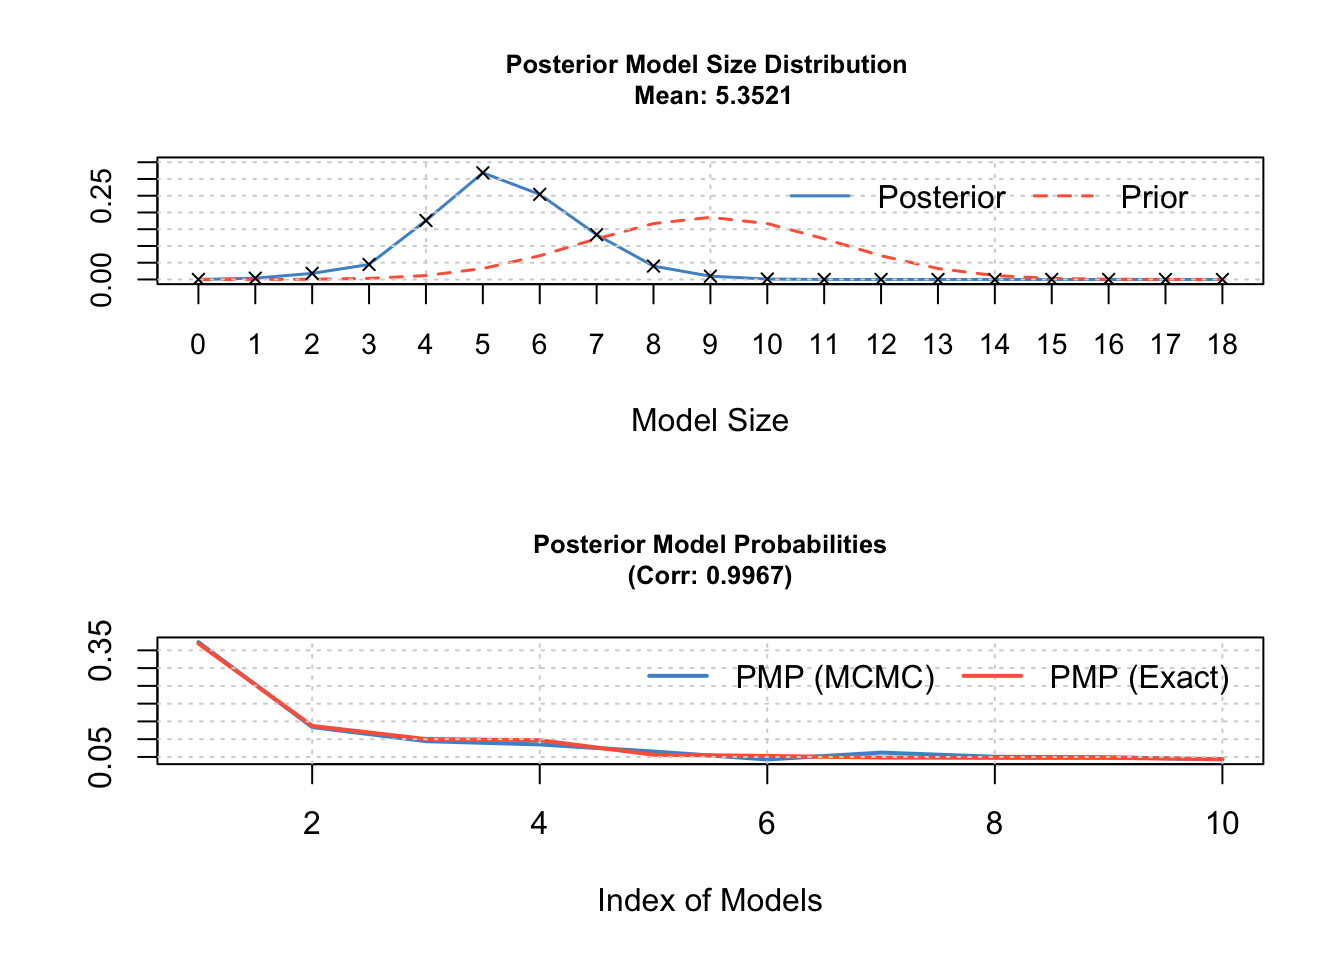 Posterior Model Size Distribution
Mean: 5.3521
0.25
0.00
Posterior
Prior
0 1 2 3 4 5 6 7 8 9 10 11 12 13 14 15 16 17 18
Model Size
Posterior Model Probabilities
(Corr: 0.9967)
0.35
0.05
PMP (MCMC)
PMP (Exact)
2 4 6 8 10
Index of Models